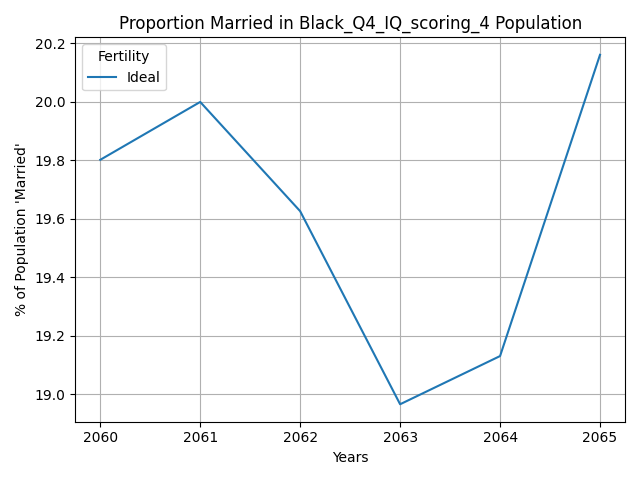 Proportion Married in Black_Q4_IQ_scoring_4 Population
20.2
20.0
19.8
19.6
19.4
19.2
19.0
% of Population 'Married'
Fertility
Ideal
2060 2061 2062 2063 2064 2065
Years